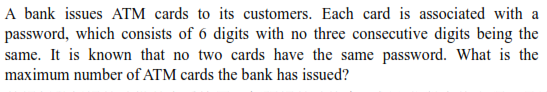 A bank issues ATM cards to its customers. Each card is associated with a
password, which consists of 6 digits with no three consecutive digits being the
same. It is known that no two cards have the same password. What is the
maximum number of ATM cards the bank has issued?